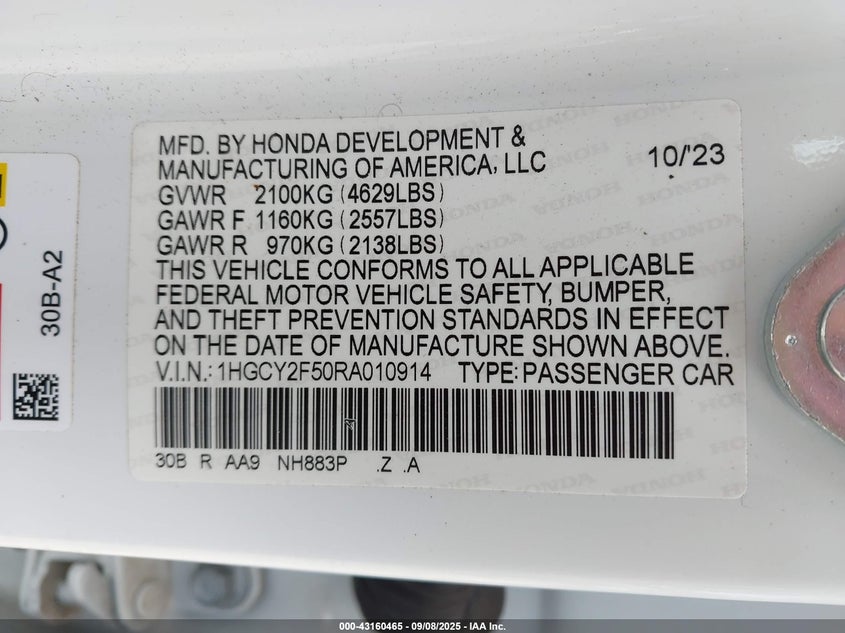 MFD. BY HONDA DEVELOPMENT &
MANUFACTURING OF AMERICA, LLC 10/'23
GVWR 2100KG (4629LBS)
GAWR F 1160KG (2557LBS)
GAWR R 970KG (2138LBS)
THIS VEHICLE CONFORMS TO ALL APPLICABLE
FEDERAL MOTOR VEHICLE SAFETY, BUMPER,
AND THEFT PREVENTION STANDARDS IN EFFECT
ON THE DATE OF MANUFACTURE SHOWN ABOVE.
V.I.N.: 1HGCY2F50RA010914 TYPE: PASSENGER CAR
30B R AA9 NH883P .Z .A
30B-A2
000-43160465 - 09/08/2025 - IAA Inc.